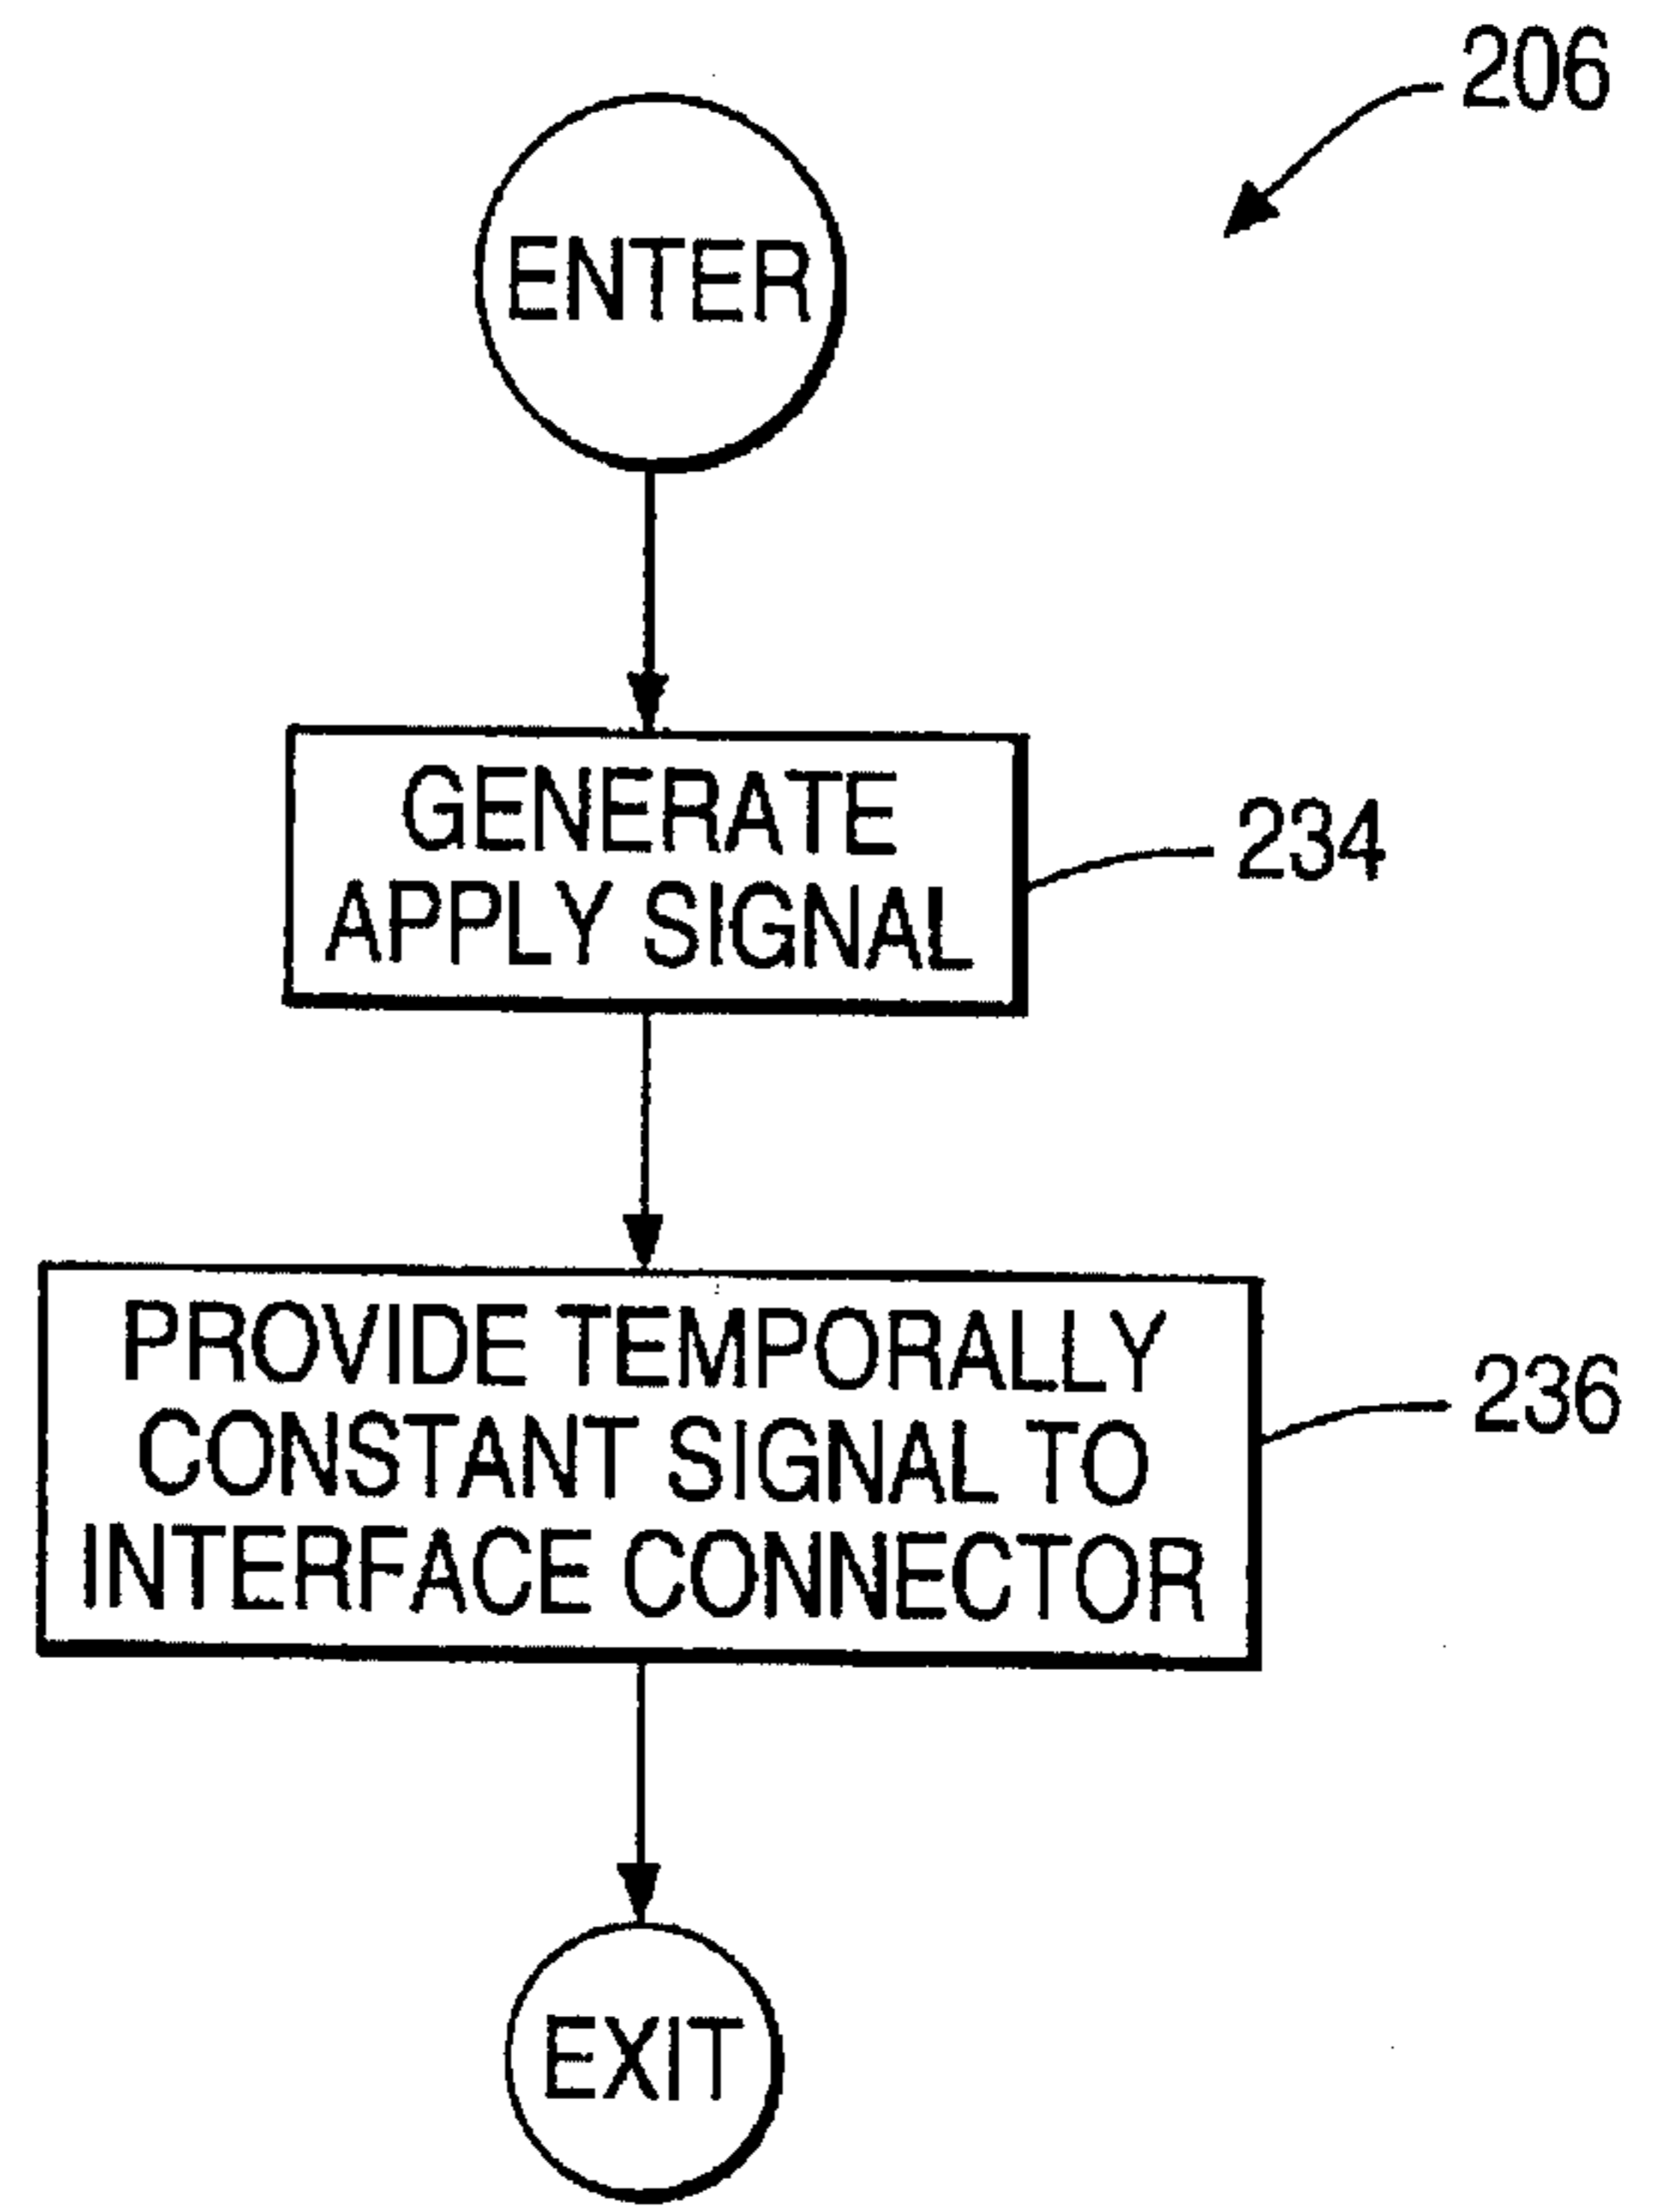 206
ENTER
GENERATE
APPLY SIGNAL
234
PROVIDE TEMPORALLY
CONSTANT SIGNAL TO
INTERFACE CONNECTOR
236
EXIT